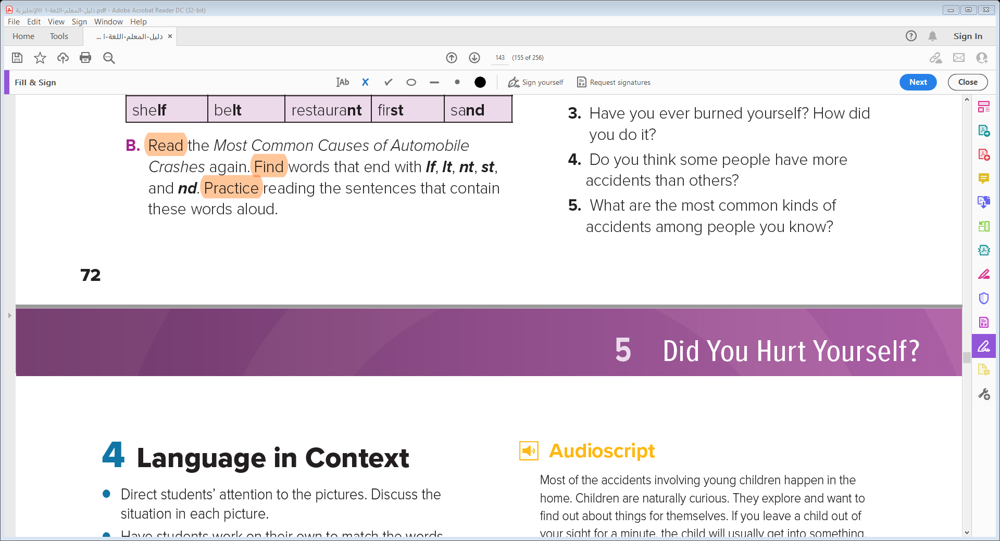 دليل-المعلم-اللغة-ا ااالإنجليزية.pdf - Adobe Acrobat Reader DC (32-bit)
File Edit View Sign Window Help
Home Tools دليل-المعلم-اللغة-ا ... × Sign In
143 (155 of 256)
Fill & Sign Sign yourself Request signatures Next Close
shelf belt restaurant first sand
B. Read the Most Common Causes of Automobile
Crashes again. Find words that end with lf, lt, nt, st,
and nd. Practice reading the sentences that contain
these words aloud.
72
3. Have you ever burned yourself? How did
you do it?
4. Do you think some people have more
accidents than others?
5. What are the most common kinds of
accidents among people you know?
5 Did You Hurt Yourself?
4 Language in Context
• Direct students’ attention to the pictures. Discuss the
situation in each picture.
• Have students work on their own to match the words
Audioscript
Most of the accidents involving young children happen in the
home. Children are naturally curious. They explore and want to
find out about things for themselves. If you leave a child out of
your sight for a minute, the child will usually get into something.